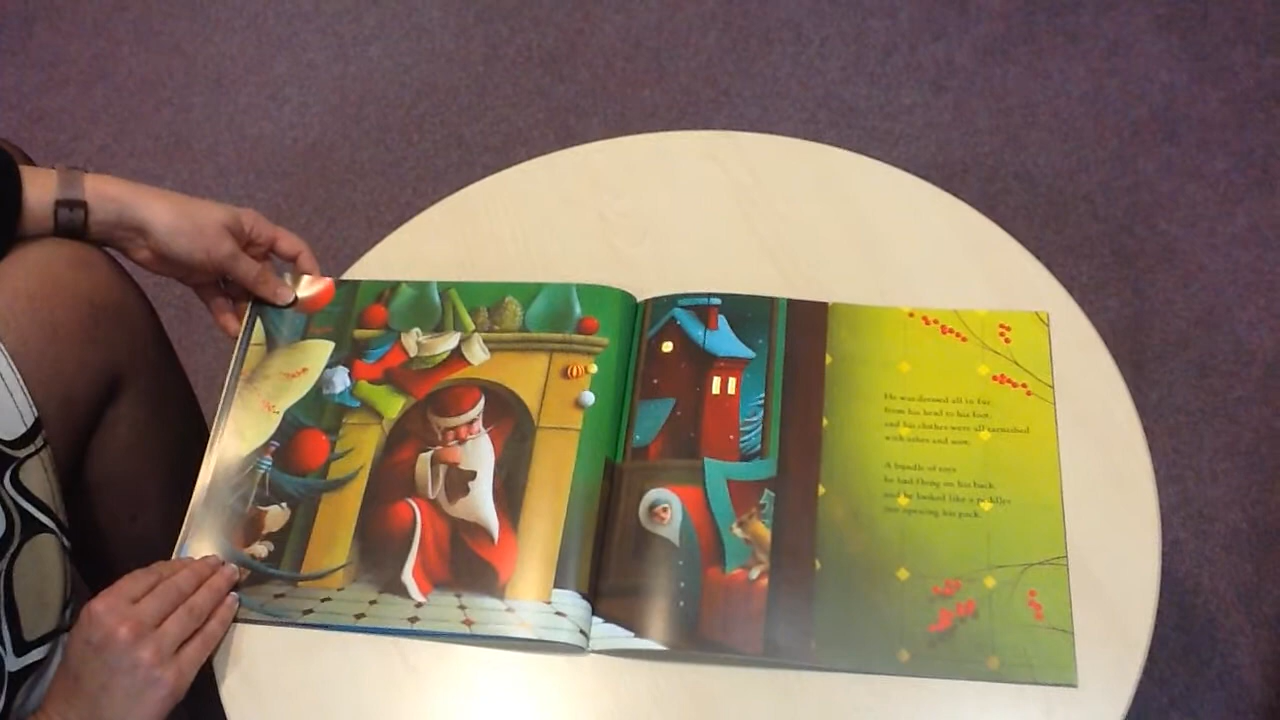 He was dressed all in fur,
from his head to his foot,
and his clothes were all tarnished
with ashes and soot.
A bundle of toys
he had flung on his back,
and he looked like a peddler
just opening his pack.